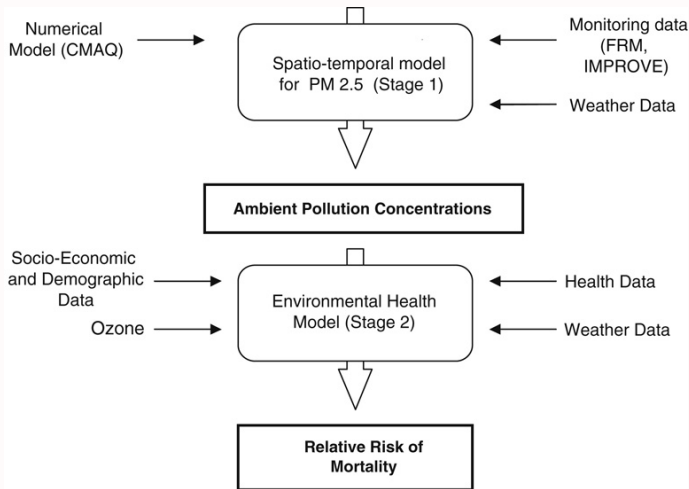 Numerical
Model (CMAQ)
Monitoring data
(FRM,
IMPROVE)
Spatio-temporal model
for PM 2.5 (Stage 1)
Weather Data
Ambient Pollution Concentrations
Socio-Economic
and Demographic
Data
Ozone
Environmental Health
Model (Stage 2)
Health Data
Weather Data
Relative Risk of
Mortality